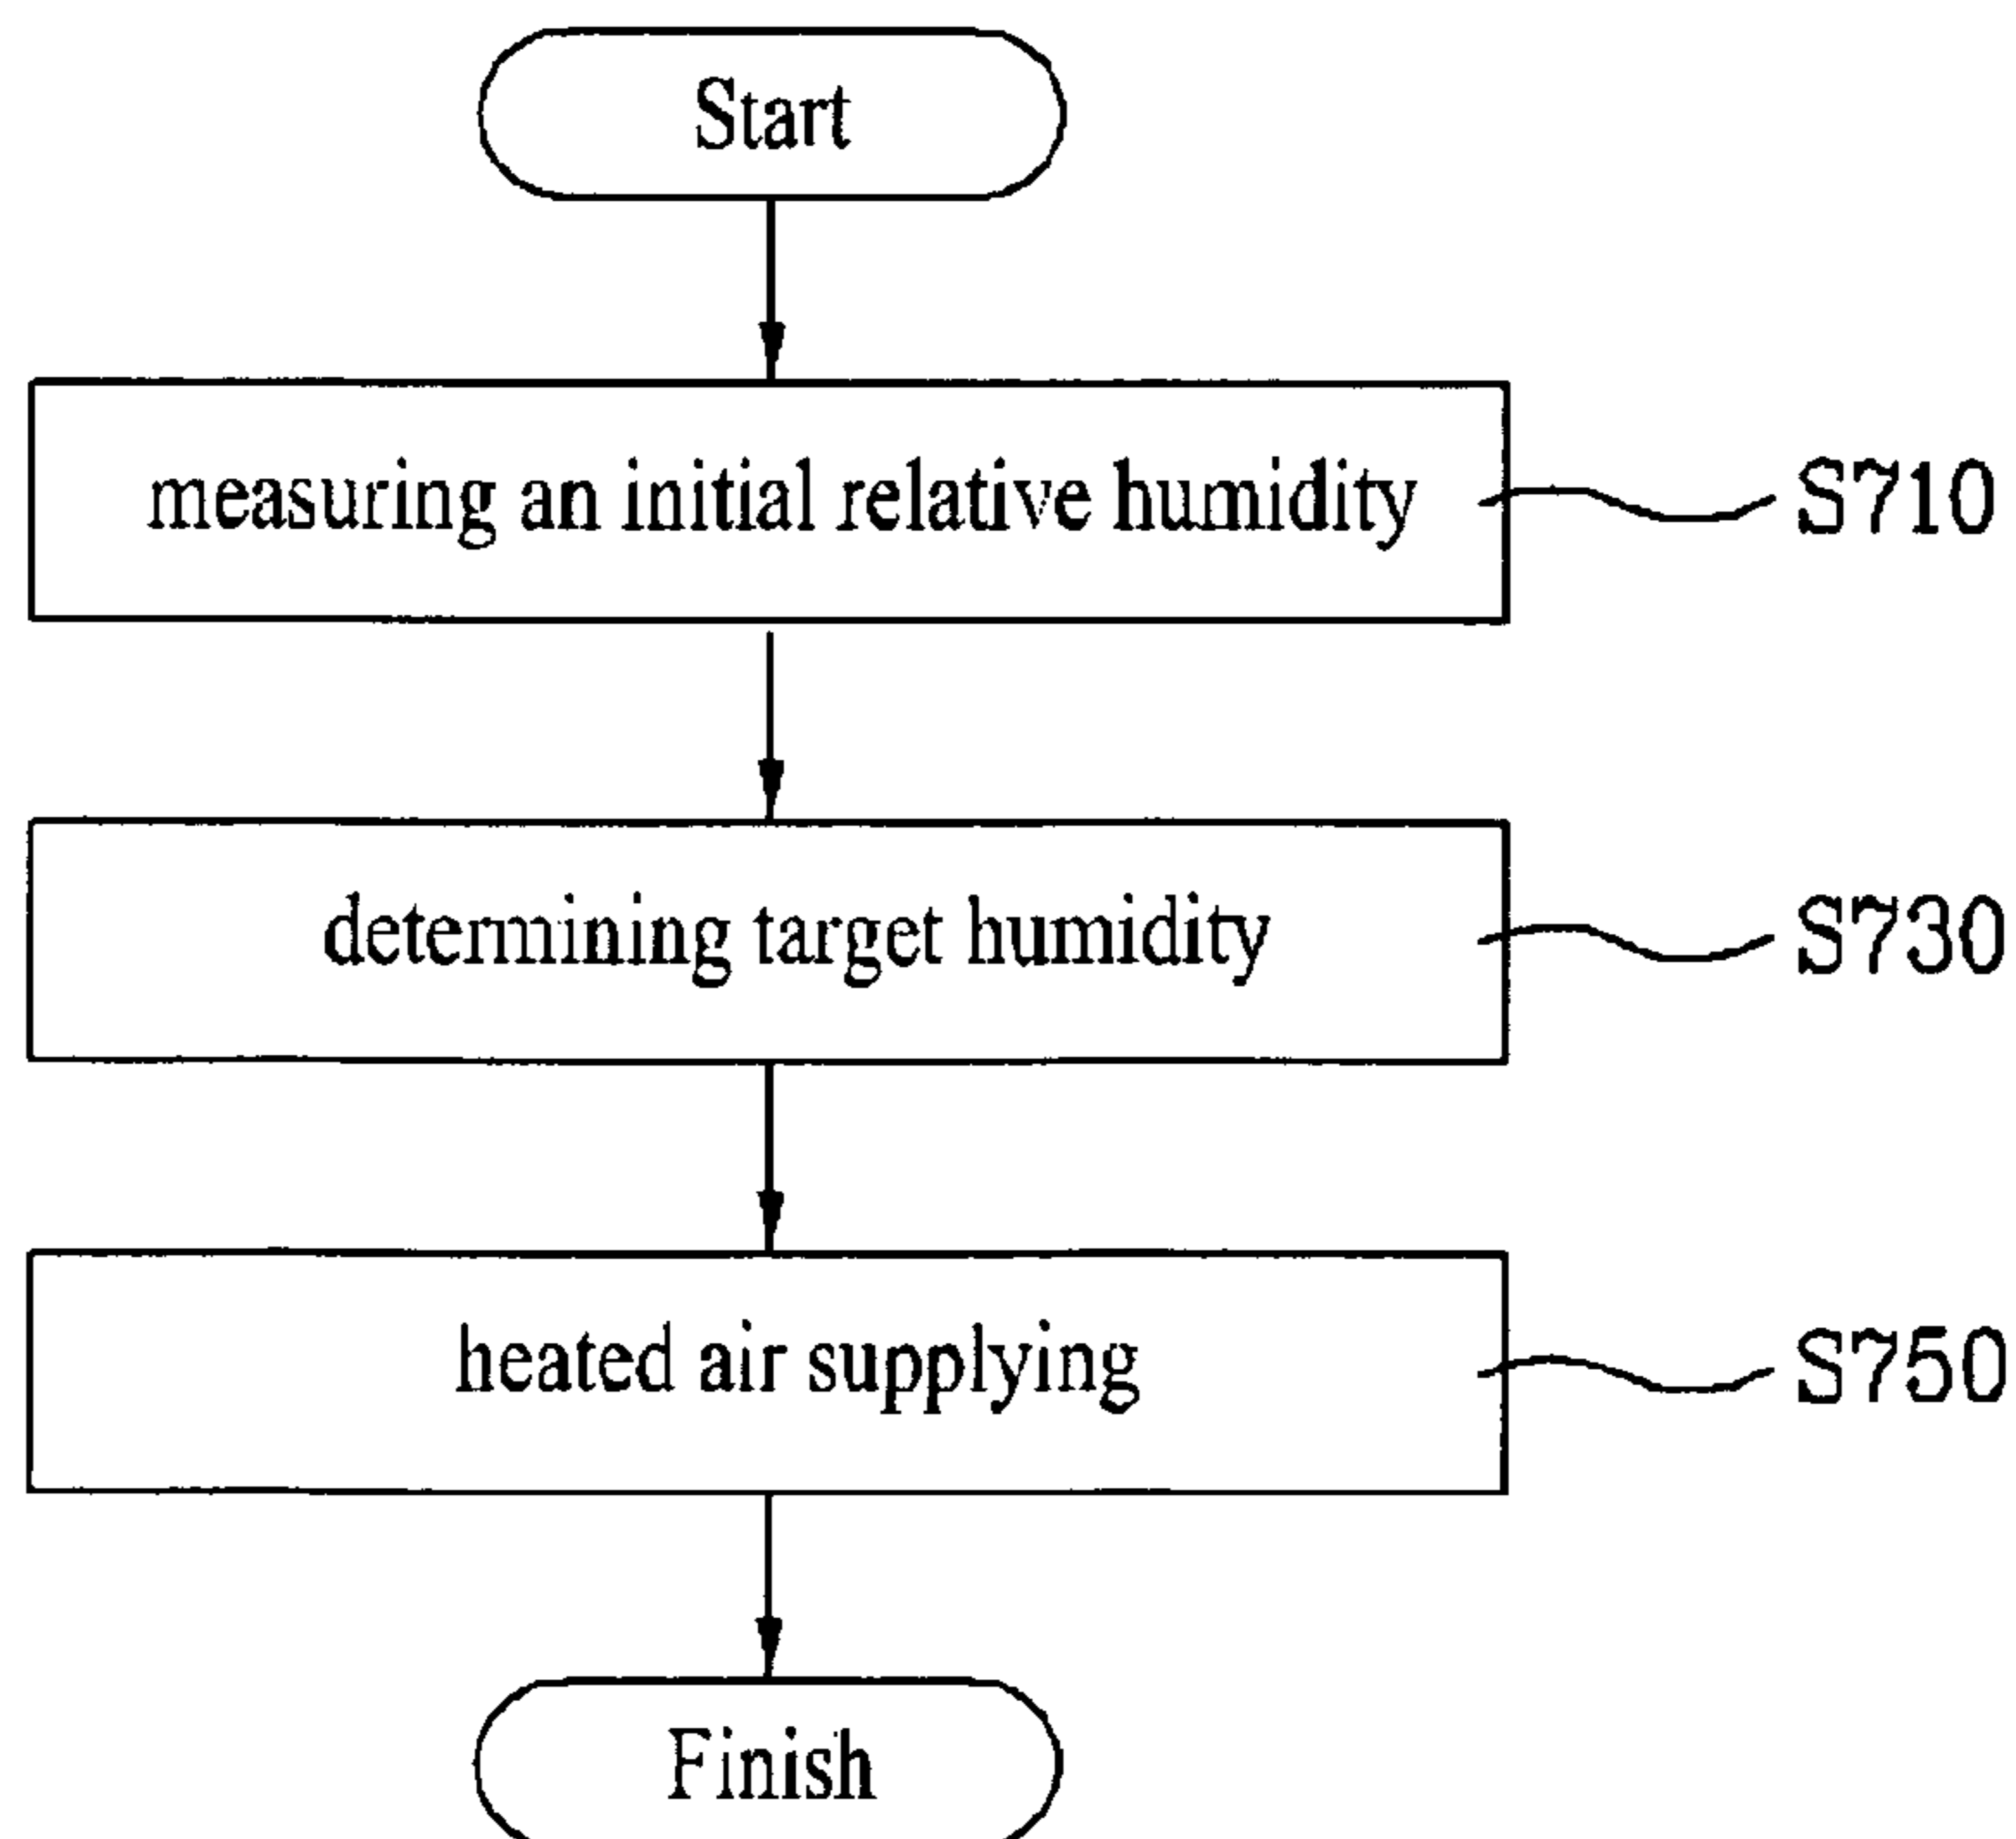 Start
measuring an initial relative humidity
S710
determining target humidity
S730
heated air supplying
S750
Finish